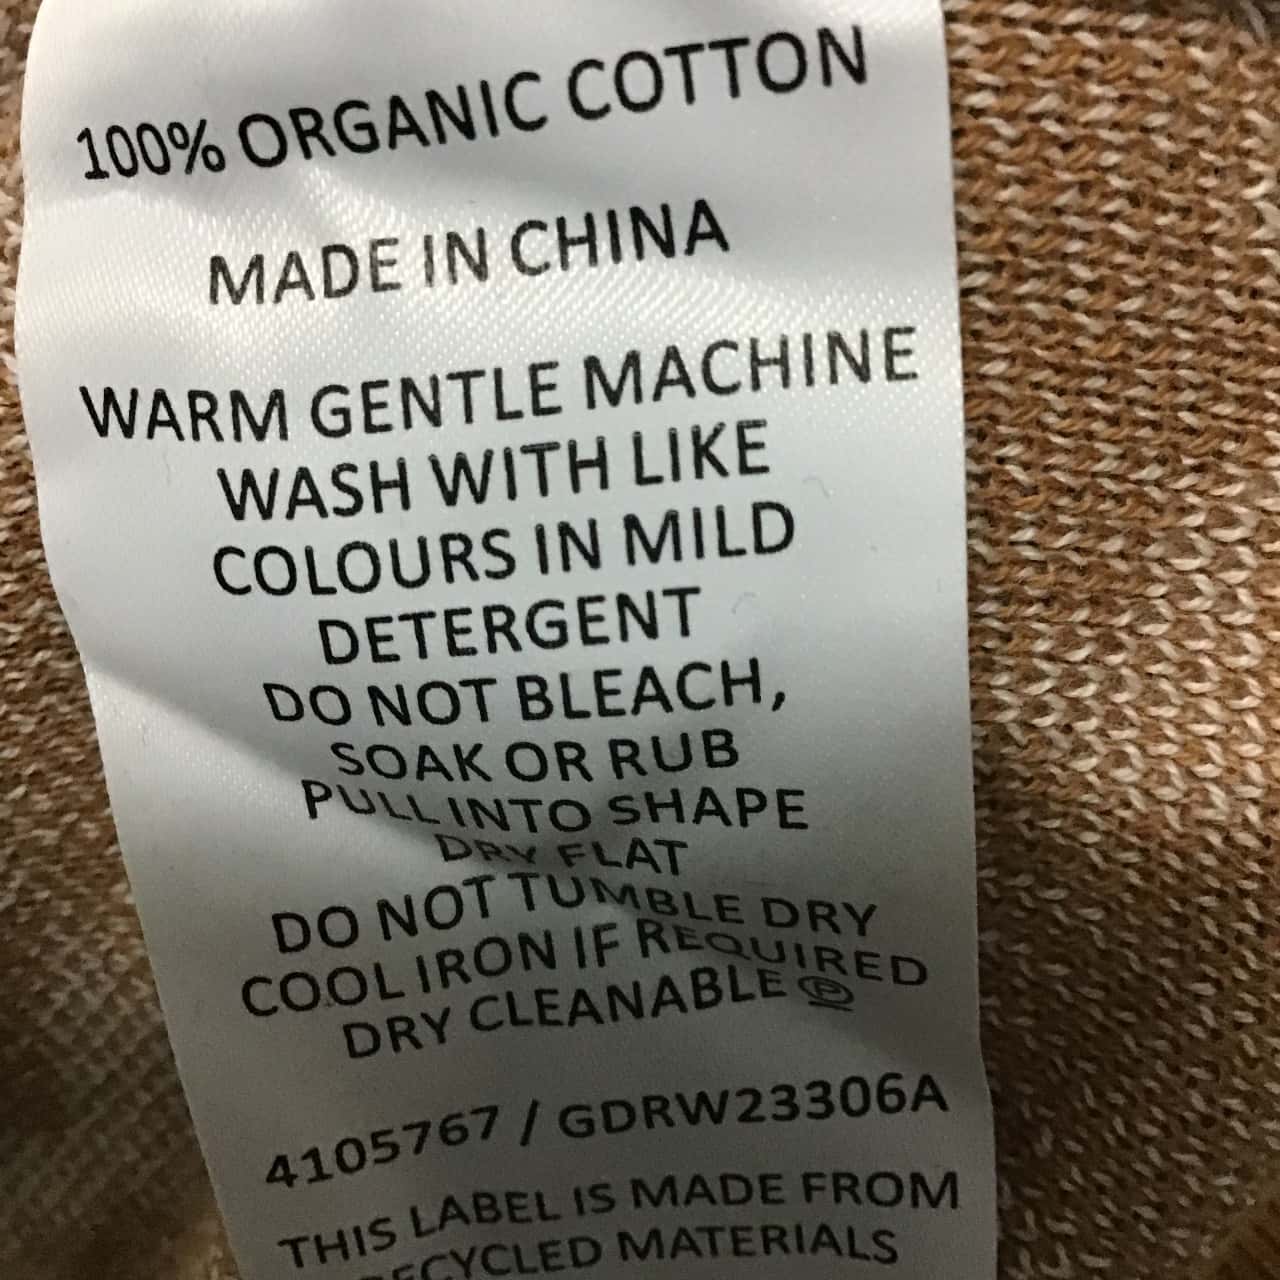 100% ORGANIC COTTON
MADE IN CHINA
WARM GENTLE MACHINE
WASH WITH LIKE
COLOURS IN MILD
DETERGENT
DO NOT BLEACH,
SOAK OR RUB
PULL INTO SHAPE
DRY FLAT
DO NOT TUMBLE DRY
COOL IRON IF REQUIRED
DRY CLEANABLE Ⓟ
4105767 / GDRW23306A
THIS LABEL IS MADE FROM
RECYCLED MATERIALS